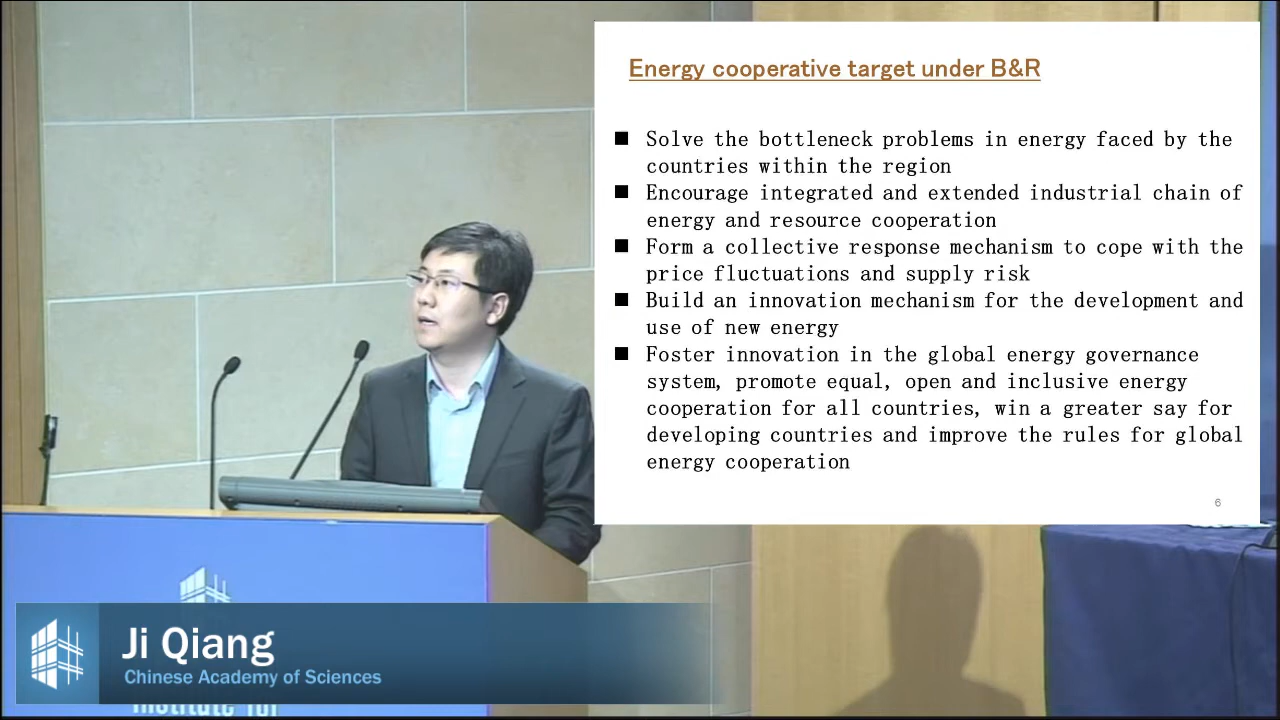 Energy cooperative target under B&R
■ Solve the bottleneck problems in energy faced by the
countries within the region
■ Encourage integrated and extended industrial chain of
energy and resource cooperation
■ Form a collective response mechanism to cope with the
price fluctuations and supply risk
■ Build an innovation mechanism for the development and
use of new energy
■ Foster innovation in the global energy governance
system, promote equal, open and inclusive energy
cooperation for all countries, win a greater say for
developing countries and improve the rules for global
energy cooperation
6
Ji Qiang
Chinese Academy of Sciences
Institute for